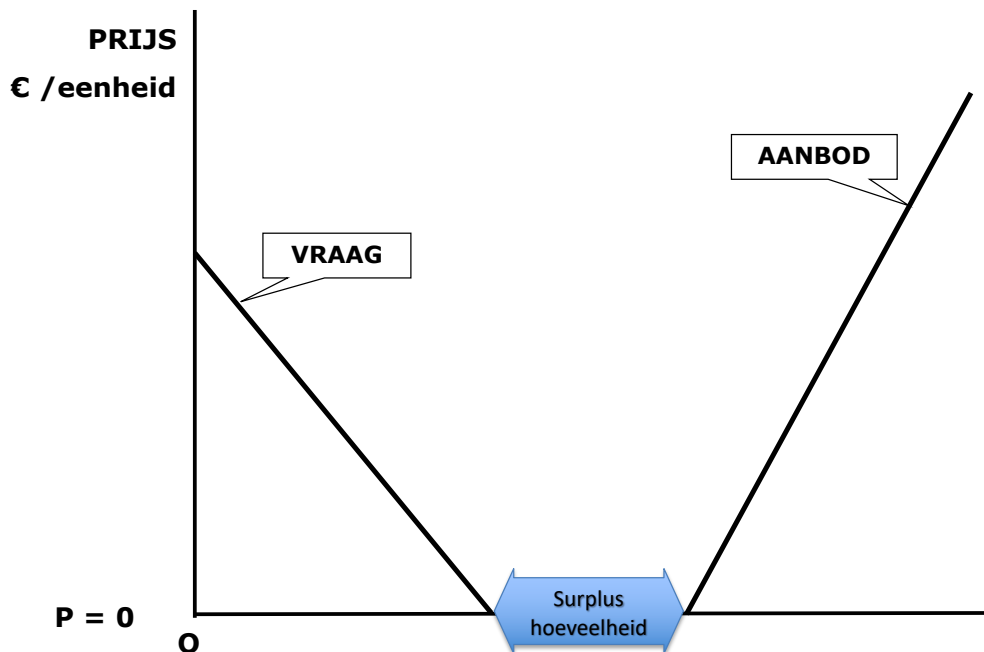 PRIJS
€ /eenheid
AANBOD
VRAAG
Surplus
hoeveelheid
P = 0
O